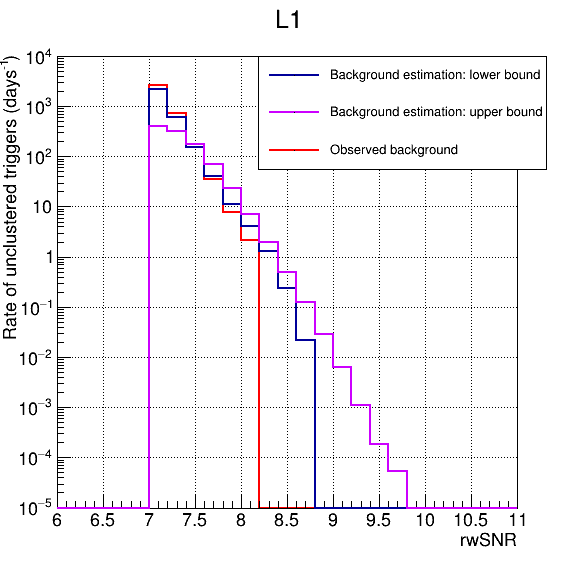 L1
Rate of unclustered triggers (days⁻¹)
10⁴
10³
10²
10
1
10⁻¹
10⁻²
10⁻³
10⁻⁴
10⁻⁵
Background estimation: lower bound
Background estimation: upper bound
Observed background
6 6.5 7 7.5 8 8.5 9 9.5 10 10.5 11
rwSNR